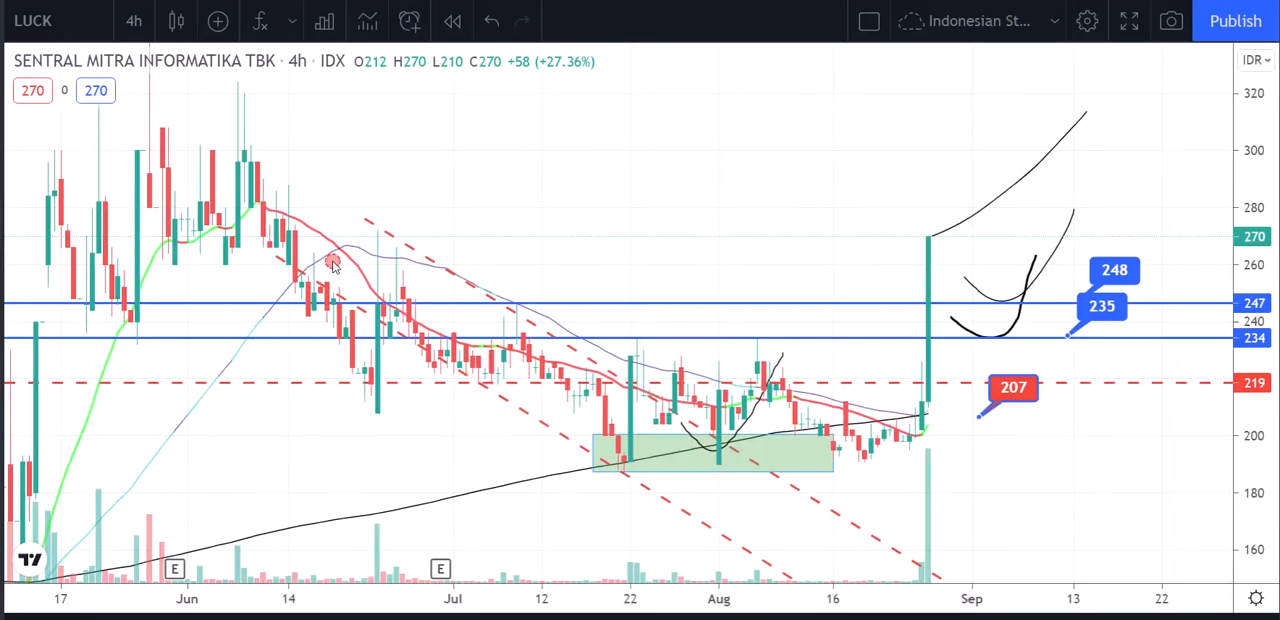 LUCK 4h Indonesian St... Publish
SENTRAL MITRA INFORMATIKA TBK · 4h · IDX O212 H270 L210 C270 +58 (+27.36%)
IDR
270 0 270
320
300
280
270
260
248
247
235
240
234
219
207
200
180
160
E E
17 Jun 14 Jul 12 22 Aug 16 Sep 13 22